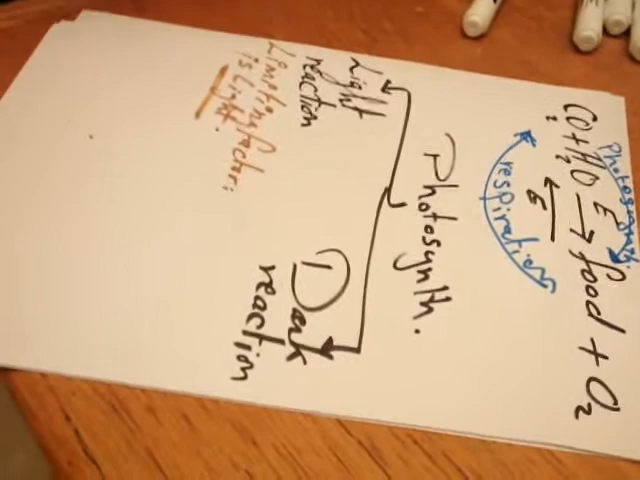 Photosynth.
CO2 + H2O E → food + O2
← E
respiration
Photosynth.
Light
reaction
Limiting factor:
is Light.
Dark
reaction